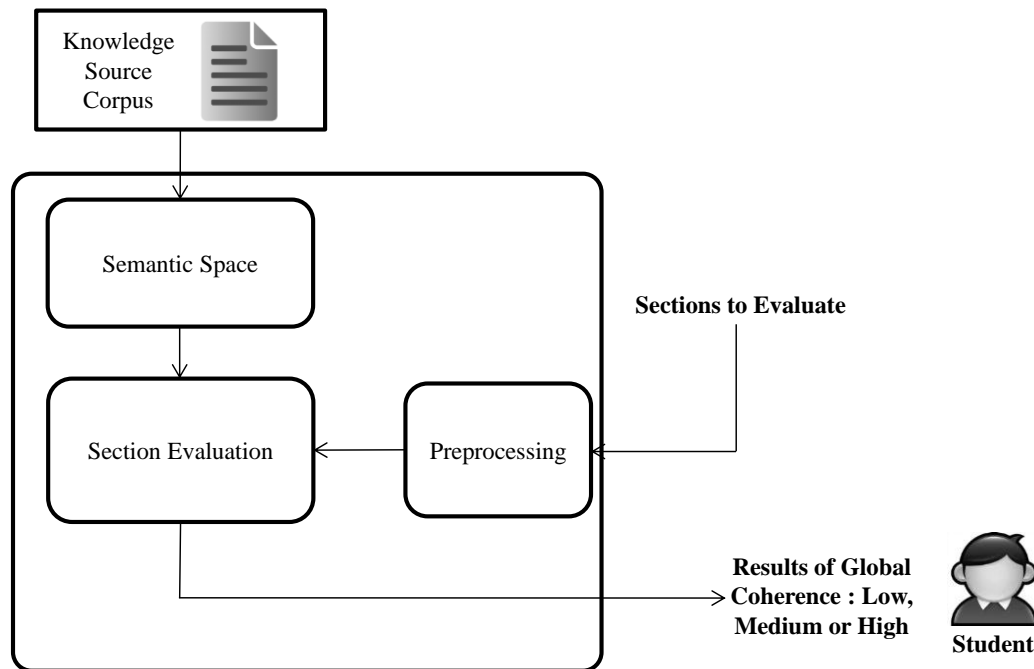 Knowledge
Source
Corpus
Semantic Space
Sections to Evaluate
Section Evaluation
Preprocessing
Results of Global
Coherence : Low,
Medium or High
Student